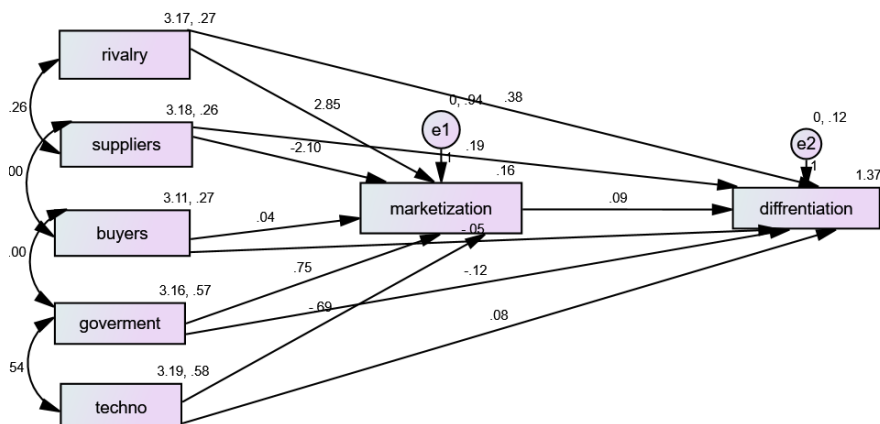 3.17, .27
rivalry
.26
3.18, .26
suppliers
00
3.11, .27
buyers
.00
3.16, .57
goverment
54
3.19, .58
techno
2.85
-2.10
.04
.75
-.69
0, .94
e1
1
.16
marketization
.38
.19
.09
-.05
-.12
.08
0, .12
e2
1
1.37
diffrentiation